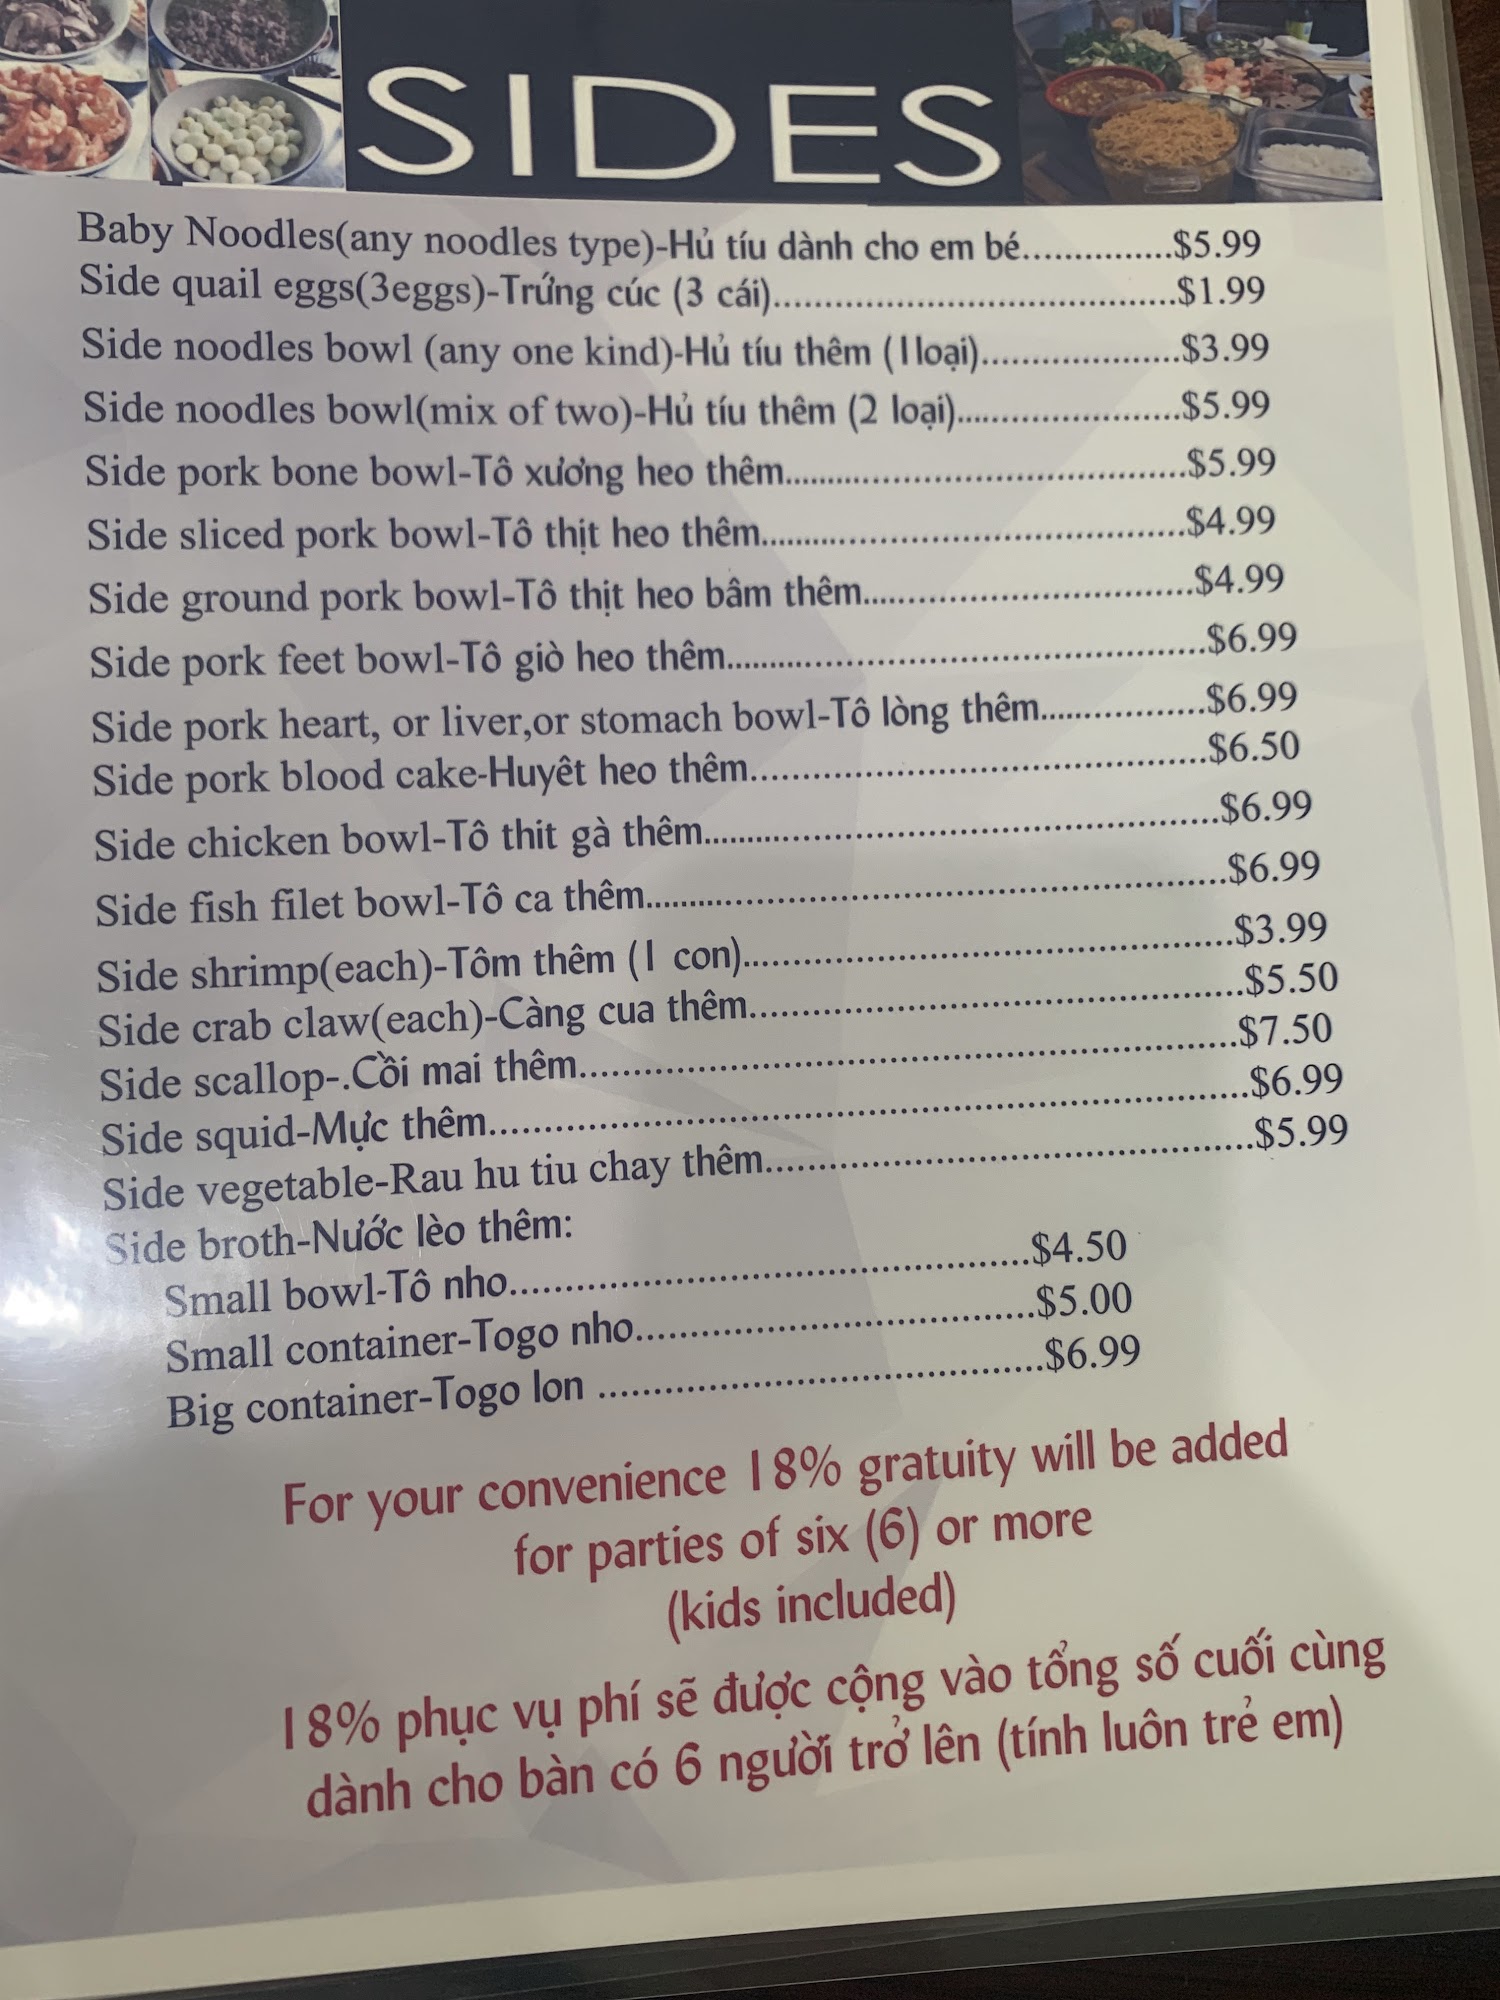 SIDES
Baby Noodles(any noodles type)-Hủ tíu dành cho em bé...............$5.99
Side quail eggs(3eggs)-Trứng cúc (3 cái)........................................$1.99
Side noodles bowl (any one kind)-Hủ tíu thêm (1loại)....................$3.99
Side noodles bowl(mix of two)-Hủ tíu thêm (2 loại).......................$5.99
Side pork bone bowl-Tô xương heo thêm........................................$5.99
Side sliced pork bowl-Tô thịt heo thêm..........................................$4.99
Side ground pork bowl-Tô thịt heo bâm thêm.................................$4.99
Side pork feet bowl-Tô giò heo thêm...............................................$6.99
Side pork heart, or liver,or stomach bowl-Tô lòng thêm.................$6.99
Side pork blood cake-Huyêt heo thêm.............................................$6.50
Side chicken bowl-Tô thit gà thêm...................................................$6.99
Side fish filet bowl-Tô ca thêm.........................................................$6.99
Side shrimp(each)-Tôm thêm (1 con)................................................$3.99
Side crab claw(each)-Càng cua thêm................................................$5.50
Side scallop-.Cồi mai thêm................................................................$7.50
Side squid-Mực thêm..........................................................................$6.99
Side vegetable-Rau hu tiu chay thêm................................................$5.99
Side broth-Nước lèo thêm:
Small bowl-Tô nho....................................................$4.50
Small container-Togo nho........................................$5.00
Big container-Togo lon ............................................$6.99
For your convenience 18% gratuity will be added
for parties of six (6) or more
(kids included)
18% phục vụ phí sẽ được cộng vào tổng số cuối cùng
dành cho bàn có 6 người trở lên (tính luôn trẻ em)